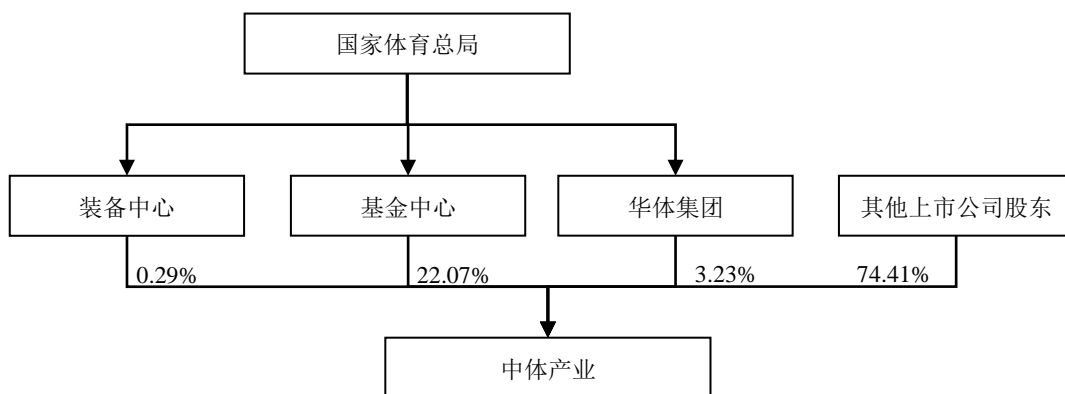 国家体育总局
装备中心
基金中心
华体集团
其他上市公司股东
0.29%
22.07%
3.23%
74.41%
中体产业